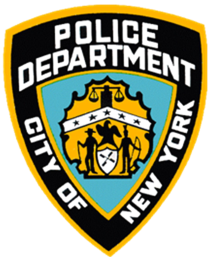 POLICE
DEPARTMENT
CITY OF
NEW YORK